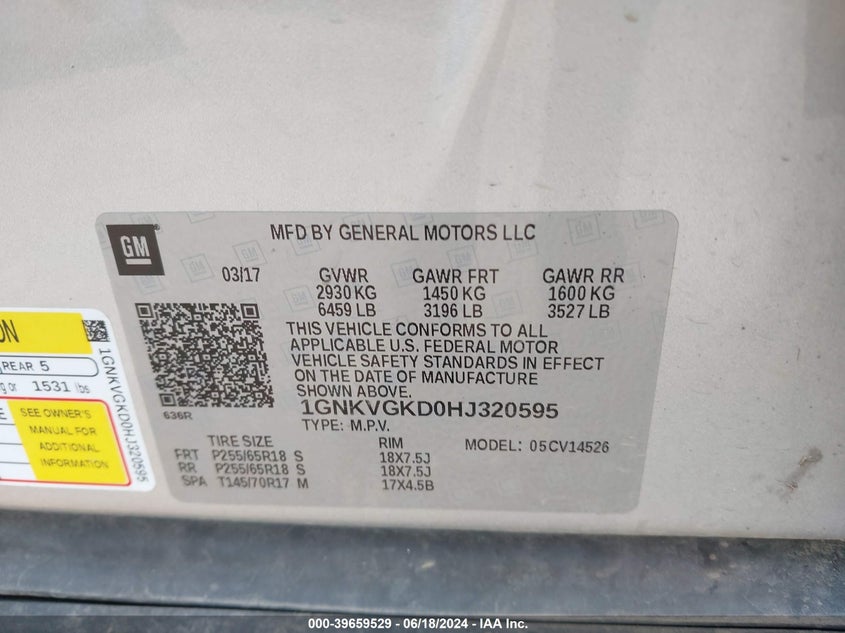 GM
MFD BY GENERAL MOTORS LLC
03/17 GVWR GAWR FRT GAWR RR
2930 KG 1450 KG 1600 KG
6459 LB 3196 LB 3527 LB
THIS VEHICLE CONFORMS TO ALL
APPLICABLE U.S. FEDERAL MOTOR
VEHICLE SAFETY STANDARDS IN EFFECT
ON THE DATE OF MANUFACTURE
SHOWN ABOVE.
636R
1GNKVGKD0HJ320595
TYPE: M.P.V.
TIRE SIZE RIM MODEL: 05CV14526
FRT P255/65R18 S 18X7.5J
RR P255/65R18 S 18X7.5J
SPA T145/70R17 M 17X4.5B
ON
REAR 5
or 1531 lbs
SEE OWNER'S
MANUAL FOR
ADDITIONAL
INFORMATION
1GNKVGKD0HJ320595
000-39659529 - 06/18/2024 - IAA Inc.